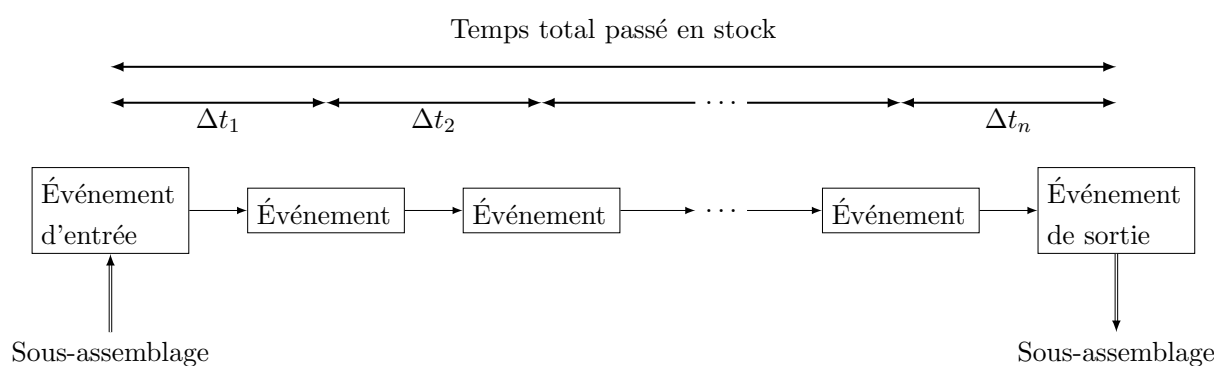 Temps total passé en stock
· · ·
Δt₁ Δt₂ Δtₙ
Événement
d'entrée
Événement
Événement
· · ·
Événement
Événement
de sortie
Sous-assemblage
Sous-assemblage